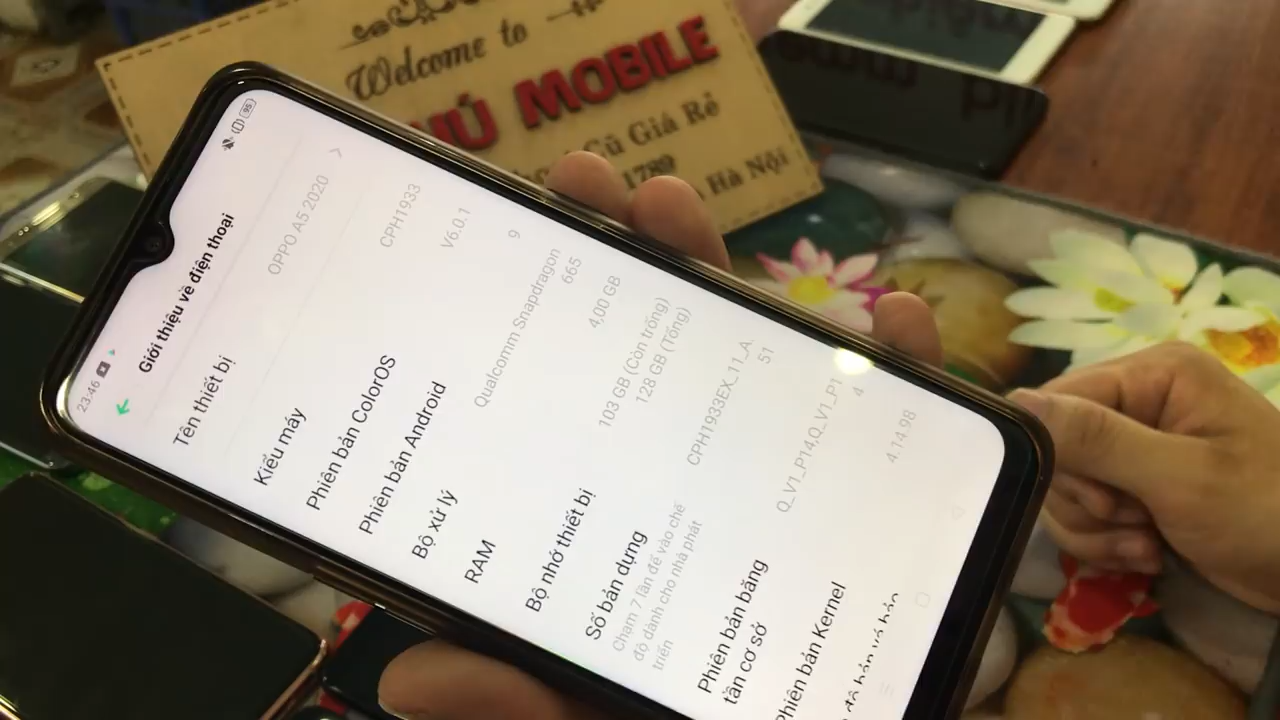 Welcome to
MOBILE
Cũ Giá Rẻ
1789
Hà Nội
23:46
95
Giới thiệu về điện thoại
Tên thiết bị
OPPO A5 2020
Kiểu máy
CPH1933
Phiên bản ColorOS
V6.0.1
Phiên bản Android
9
Bộ xử lý
Qualcomm Snapdragon
665
RAM
4,00 GB
Bộ nhớ thiết bị
103 GB (Còn trống)
128 GB (Tổng)
Số bản dựng
CPH1933EX_11_A.
51
Chạm 7 lần để vào chế
độ dành cho nhà phát
triển
Phiên bản băng
tần cơ sở
Q_V1_P14,Q_V1_P1
4
Phiên bản Kernel
4.14.98